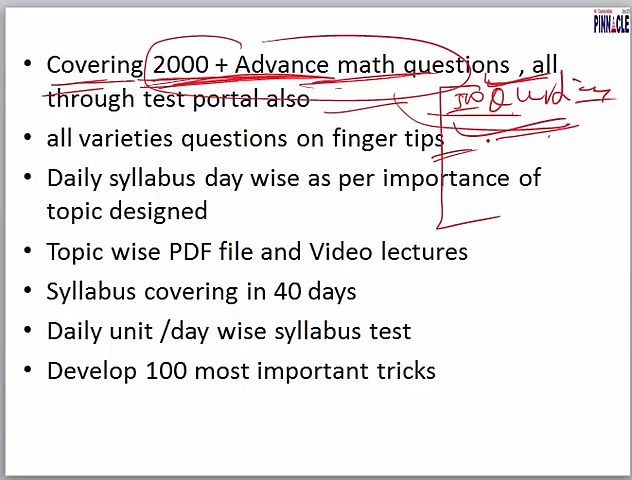 PINNACLE
• Covering 2000 + Advance math questions , all
through test portal also
500 Q
• all varieties questions on finger tips
• Daily syllabus day wise as per importance of
topic designed
• Topic wise PDF file and Video lectures
• Syllabus covering in 40 days
• Daily unit /day wise syllabus test
• Develop 100 most important tricks